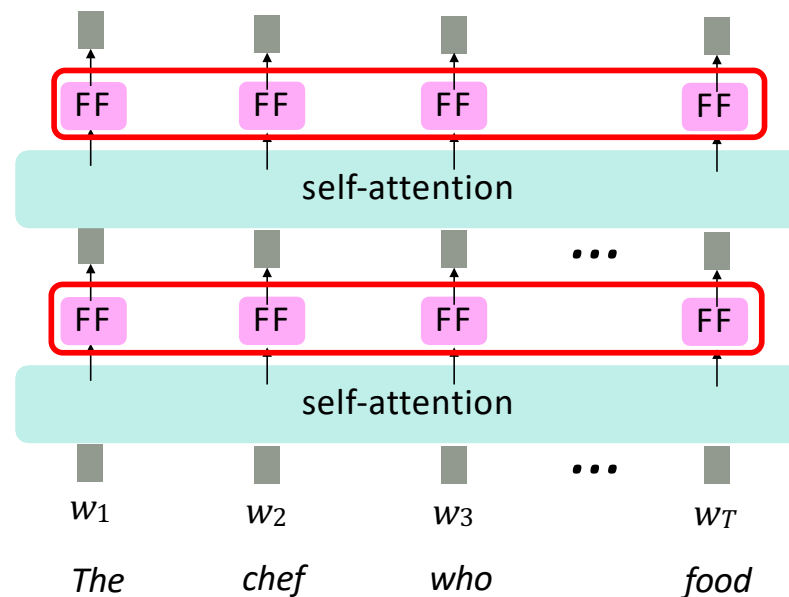 FF FF FF FF
self-attention
...
FF FF FF FF
self-attention
...
w₁ w₂ w₃ w_T
The chef who food